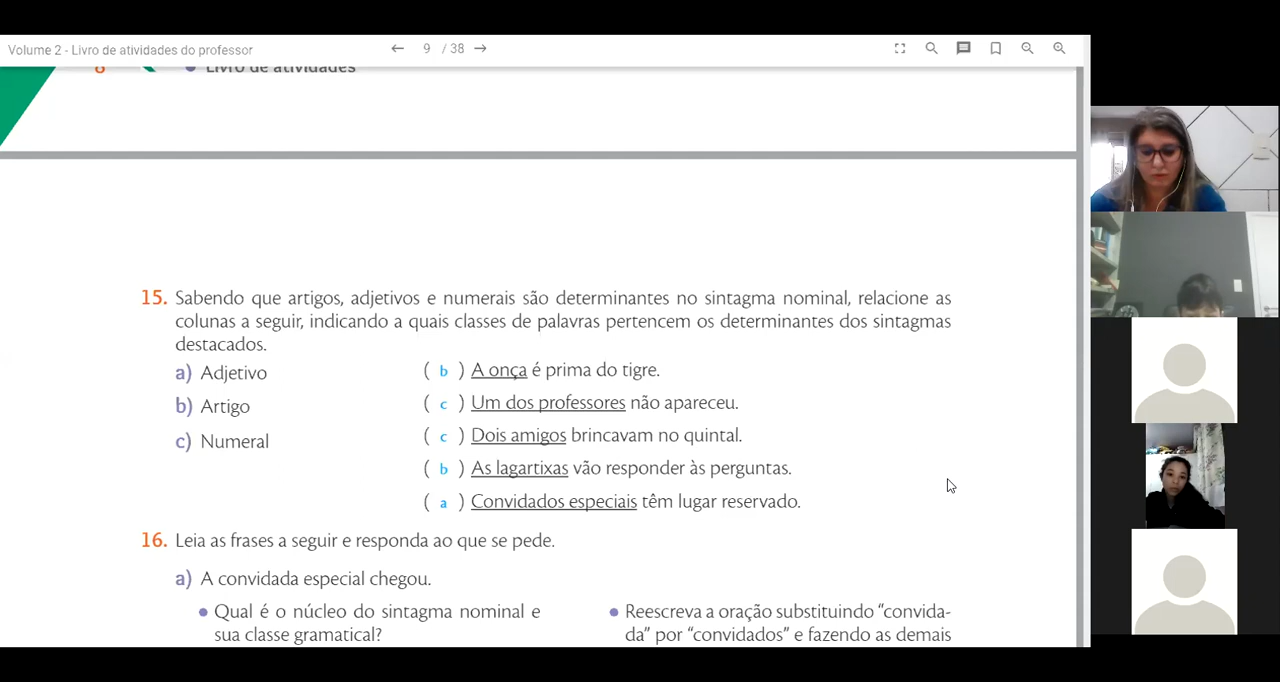 Volume 2 - Livro de atividades do professor
9 / 38
8 Livro de atividades
15. Sabendo que artigos, adjetivos e numerais são determinantes no sintagma nominal, relacione as
colunas a seguir, indicando a quais classes de palavras pertencem os determinantes dos sintagmas
destacados.
a) Adjetivo
b) Artigo
c) Numeral
( b ) A onça é prima do tigre.
( c ) Um dos professores não apareceu.
( c ) Dois amigos brincavam no quintal.
( b ) As lagartixas vão responder às perguntas.
( a ) Convidados especiais têm lugar reservado.
16. Leia as frases a seguir e responda ao que se pede.
a) A convidada especial chegou.
• Qual é o núcleo do sintagma nominal e
sua classe gramatical?
• Reescreva a oração substituindo “convida-
da” por “convidados” e fazendo as demais